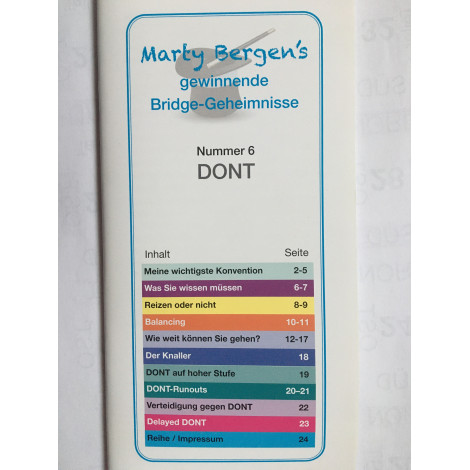 Marty Bergen's
gewinnende
Bridge-Geheimnisse
Nummer 6
DONT
Inhalt Seite
Meine wichtigste Konvention 2-5
Was Sie wissen müssen 6-7
Reizen oder nicht 8-9
Balancing 10-11
Wie weit können Sie gehen? 12-17
Der Knaller 18
DONT auf hoher Stufe 19
DONT-Runouts 20–21
Verteidigung gegen DONT 22
Delayed DONT 23
Reihe / Impressum 24